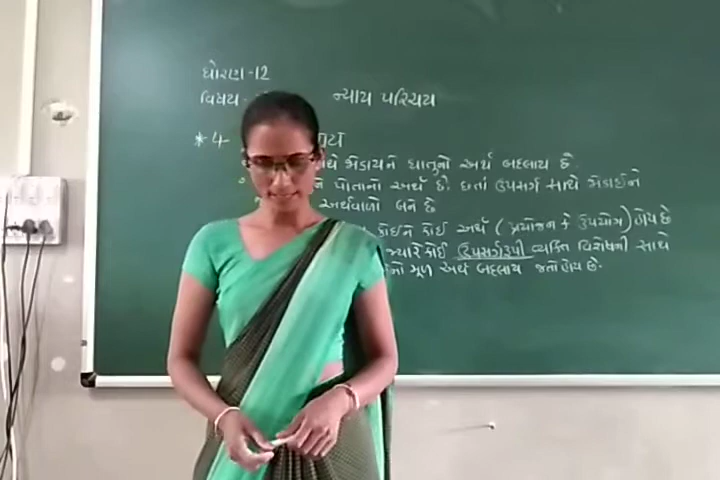 ધોરણ -12
વિષય - ન્યાય પરિચય
* 4 -
સાથે જોડાયને ધાતુનો અર્થ બદલાય છે
ને પોતાનો અર્થ છે. છતાં ઉપસર્ગ સાથે જોડાઈને
અર્થવાળો બને છે
કોઈને કોઈ અર્થ ( પ્રયોજન કે ઉપયોગ ) હોય છે
જ્યારે કોઈ ઉપસર્ગરૂપી વ્યક્તિ વિશેષની સાથે
નો મૂળ અર્થ બદલાય જતો હોય છે.